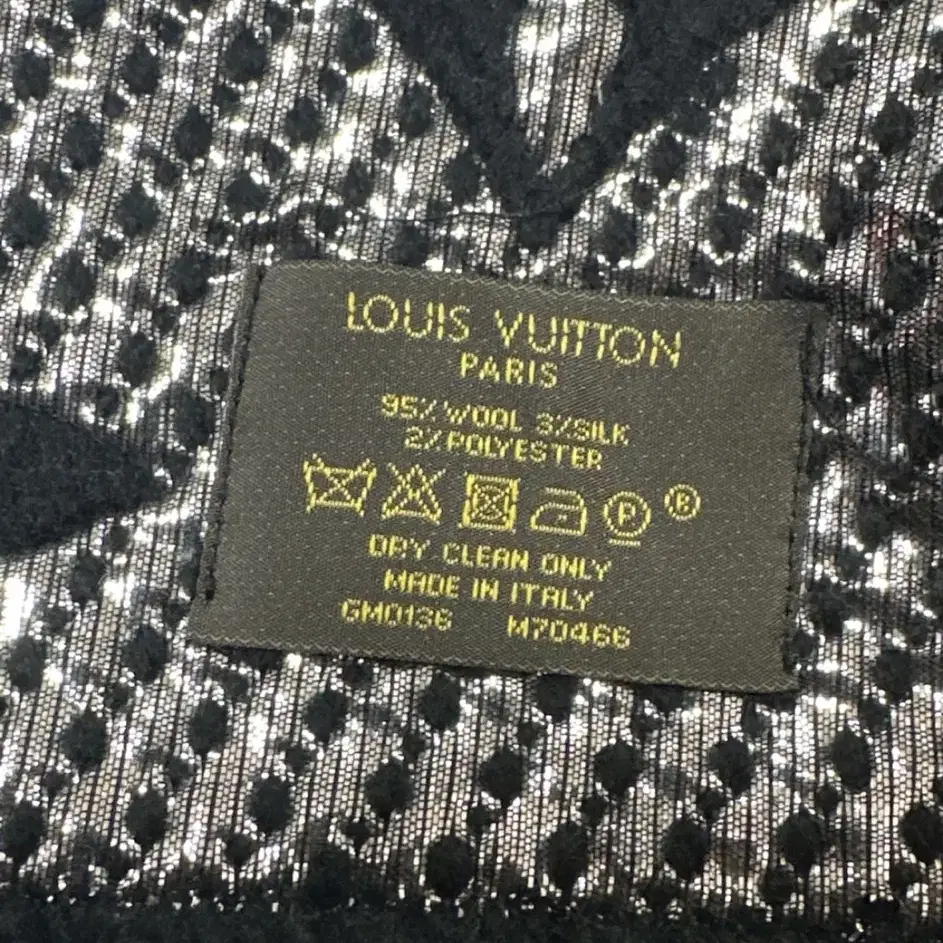 LOUIS VUITTON
PARIS
95% WOOL 3% SILK
2% POLYESTER
P ®
DRY CLEAN ONLY
MADE IN ITALY
GM0136 M70466